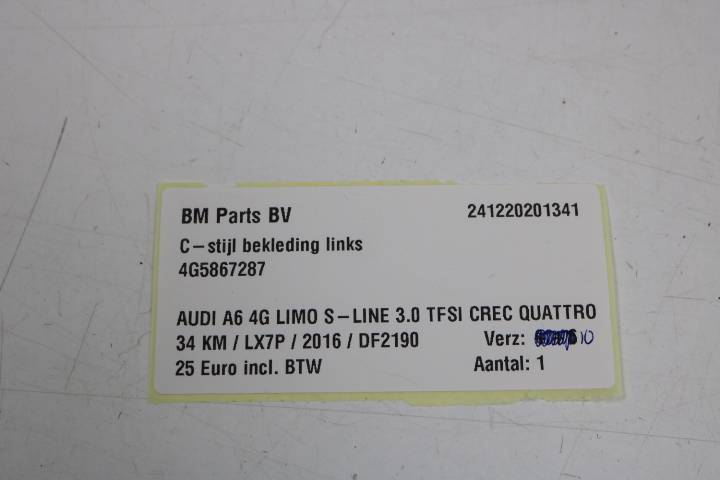 BM Parts BV 241220201341
C-stijl bekleding links
4G5867287
AUDI A6 4G LIMO S-LINE 3.0 TFSI CREC QUATTRO
34 KM / LX7P / 2016 / DF2190 Verz: 10
25 Euro incl. BTW Aantal: 1